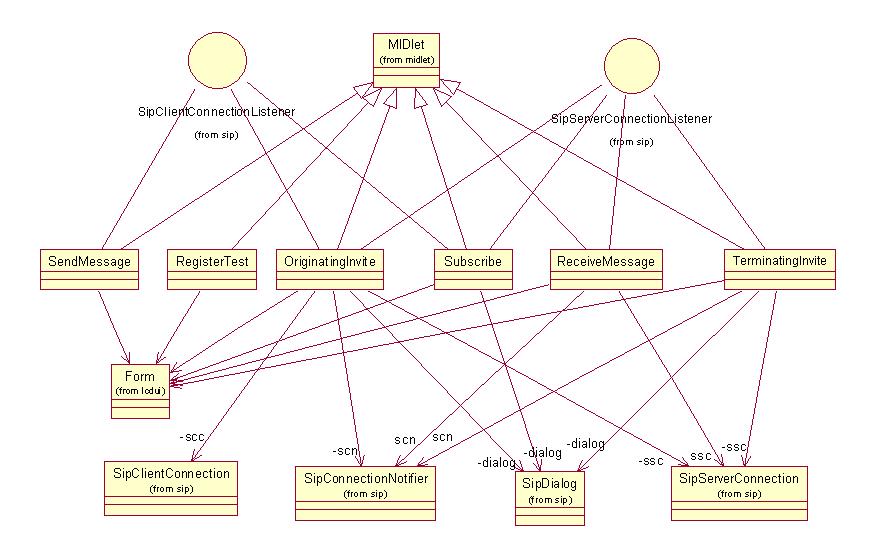 MIDlet
(from midlet)
SipClientConnectionListener
(from sip)
SipServerConnectionListener
(from sip)
SendMessage
RegisterTest
OriginatingInvite
Subscribe
ReceiveMessage
TerminatingInvite
Form
(from lcdui)
-scc
-scn
scn
scn
-dialog
-dialog
-dialog
-ssc
ssc
-ssc
SipClientConnection
(from sip)
SipConnectionNotifier
(from sip)
SipDialog
(from sip)
SipServerConnection
(from sip)